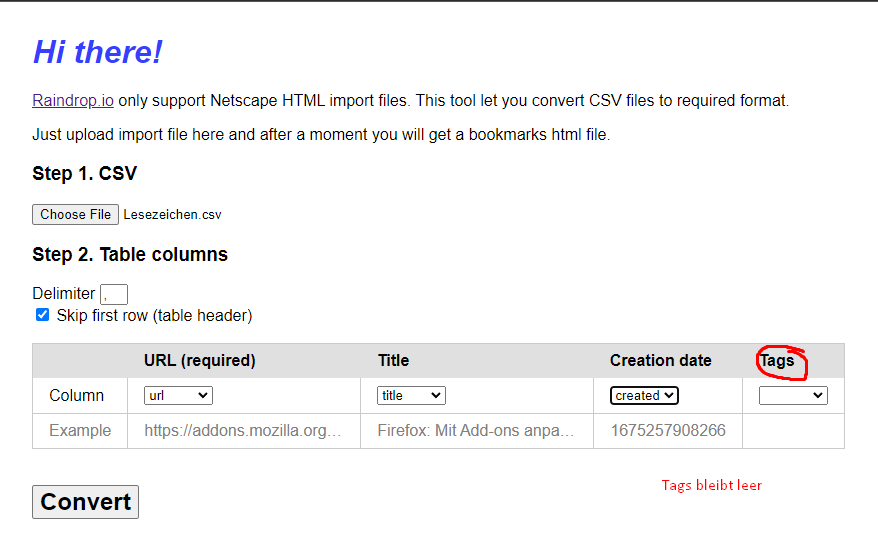 Hi there!
Raindrop.io only support Netscape HTML import files. This tool let you convert CSV files to required format.
Just upload import file here and after a moment you will get a bookmarks html file.
Step 1. CSV
Choose File Lesezeichen.csv
Step 2. Table columns
Delimiter ,
Skip first row (table header)
URL (required) Title Creation date Tags
Column url title created
Example https://addons.mozilla.org... Firefox: Mit Add-ons anpa... 1675257908266
Tags bleibt leer
Convert